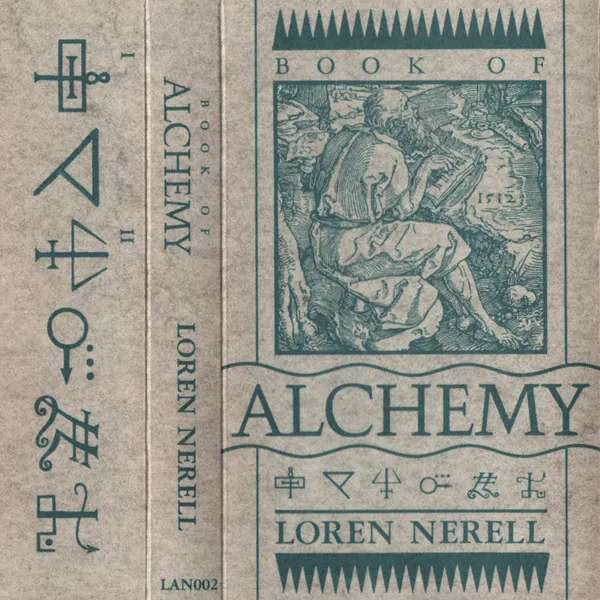 I
II
BOOK OF
ALCHEMY
LOREN NERELL
LAN002
BOOK OF
1512
ALCHEMY
LOREN NERELL